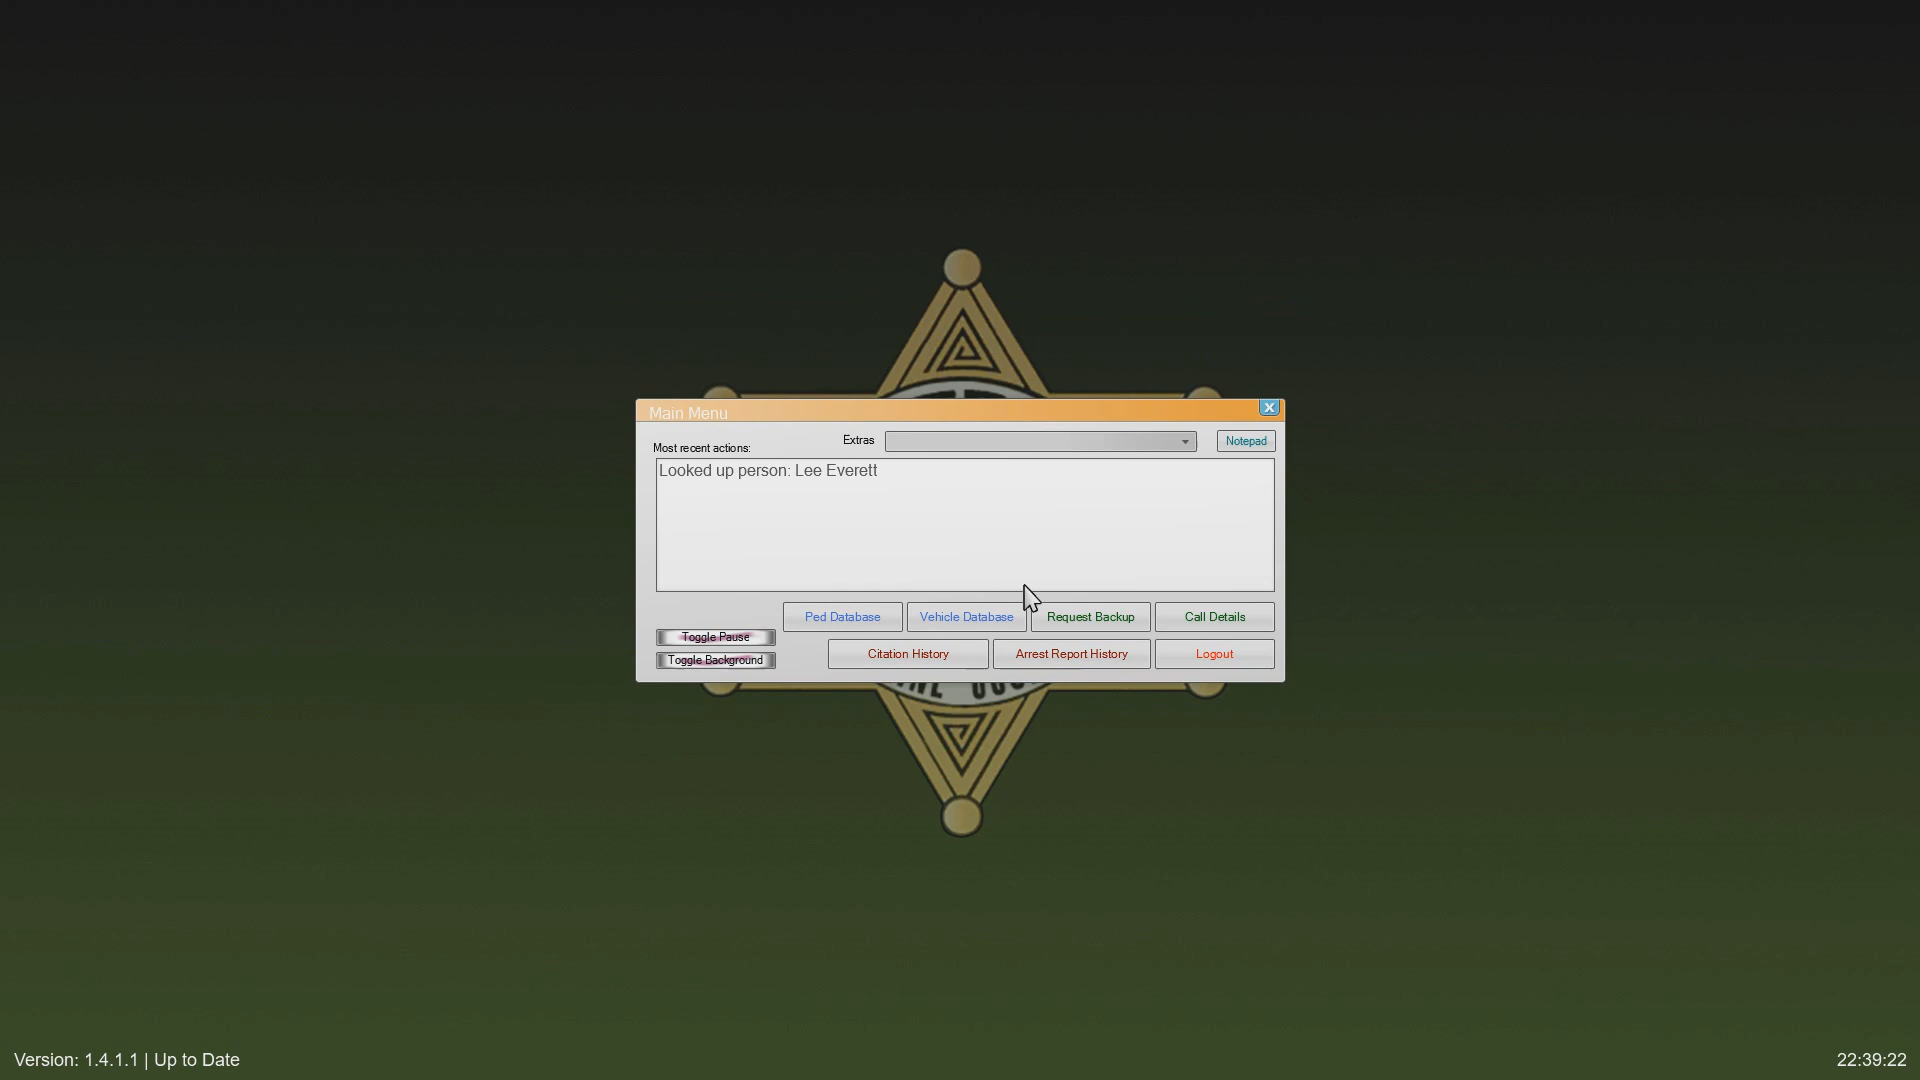 Main Menu
X
Extras
Notepad
Most recent actions:
Looked up person: Lee Everett
Ped Database
Vehicle Database
Request Backup
Call Details
Toggle Pause
Citation History
Arrest Report History
Logout
Toggle Background
Version: 1.4.1.1 | Up to Date
22:39:22